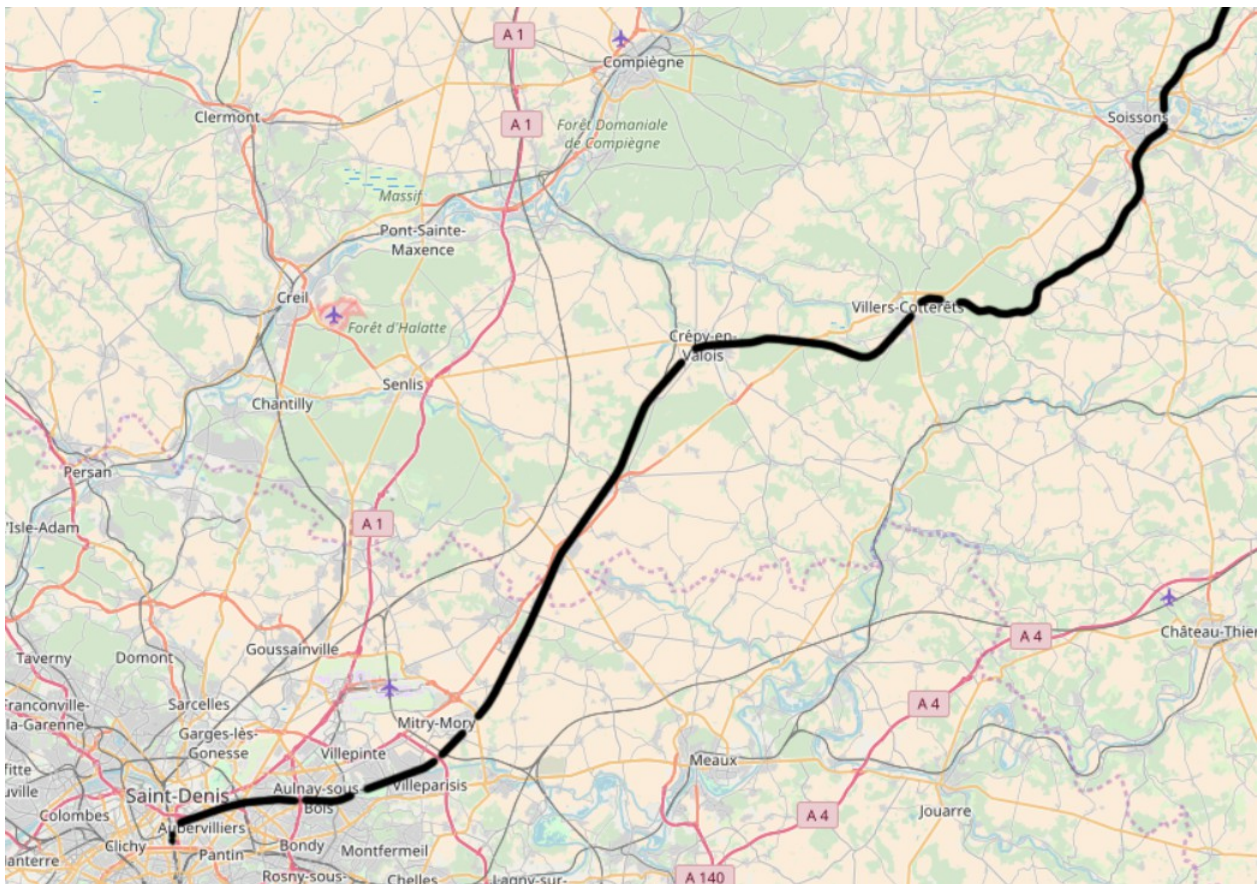 A 1
Compiègne
Clermont
A 1
Forêt Domaniale
de Compiègne
Soissons
Massif
Pont-Sainte-
Maxence
Creil
Forêt d'Halatte
Villers-Cotterêts
Crépy-en-
Valois
Senlis
Chantilly
Persan
'Isle-Adam
A 1
Château-Thier
A 4
Goussainville
Taverny
Domont
Franconville-
la-Garenne
Sarcelles
Garges-lès-
Gonesse
Mitry-Mory
A 4
Villepinte
Meaux
Villeparisis
Saint-Denis
Aulnay-sous-
Bois
Colombes
Aubervilliers
A 4
Jouarre
Clichy
Pantin
Bondy
Montfermeil
Nanterre
Rosny-sous-
Chelles
Lagny-sur-
A 140